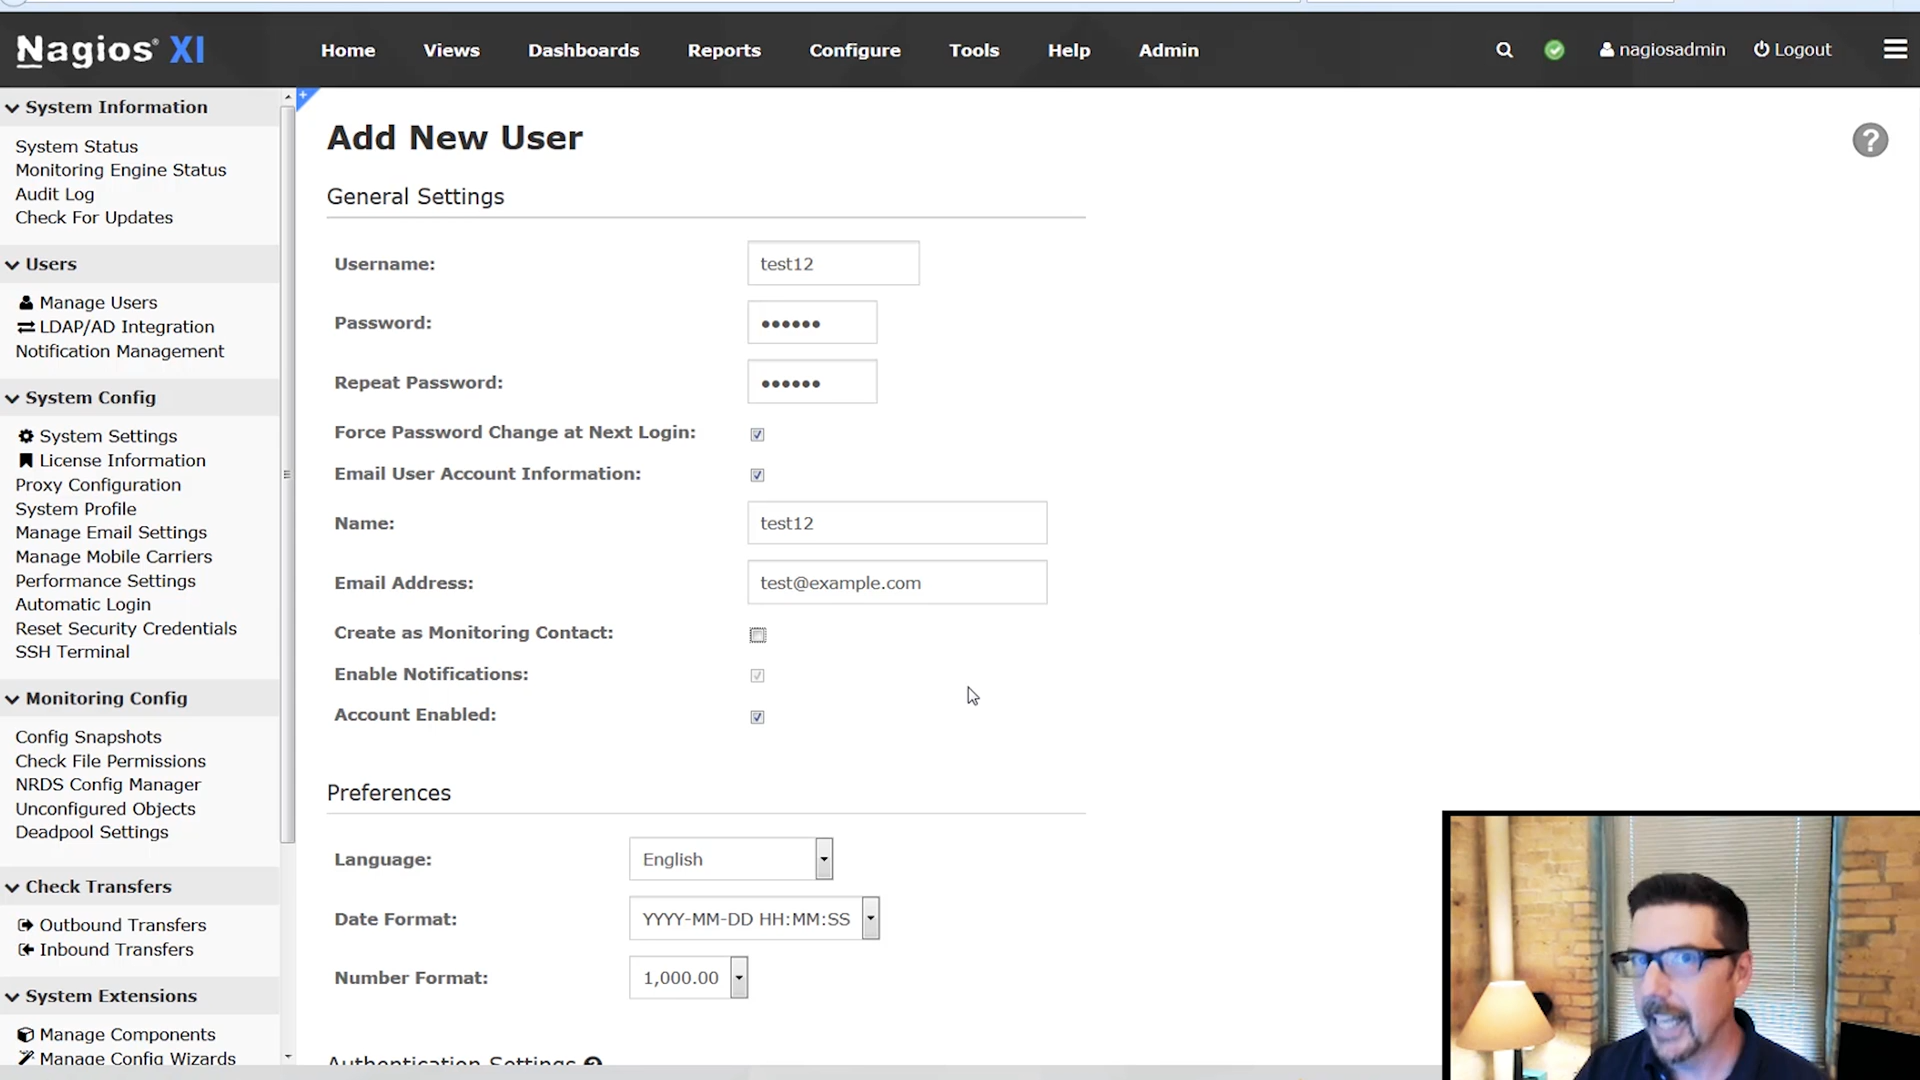 Nagios® XI
Home Views Dashboards Reports Configure Tools Help Admin
nagiosadmin Logout
System Information
System Status
Monitoring Engine Status
Audit Log
Check For Updates
Users
Manage Users
LDAP/AD Integration
Notification Management
System Config
System Settings
License Information
Proxy Configuration
System Profile
Manage Email Settings
Manage Mobile Carriers
Performance Settings
Automatic Login
Reset Security Credentials
SSH Terminal
Monitoring Config
Config Snapshots
Check File Permissions
NRDS Config Manager
Unconfigured Objects
Deadpool Settings
Check Transfers
Outbound Transfers
Inbound Transfers
System Extensions
Manage Components
Manage Config Wizards
Add New User
General Settings
Username: test12
Password: ••••••
Repeat Password: ••••••
Force Password Change at Next Login:
Email User Account Information:
Name: test12
Email Address: test@example.com
Create as Monitoring Contact:
Enable Notifications:
Account Enabled:
Preferences
Language: English
Date Format: YYYY-MM-DD HH:MM:SS
Number Format: 1,000.00
Authentication Settings